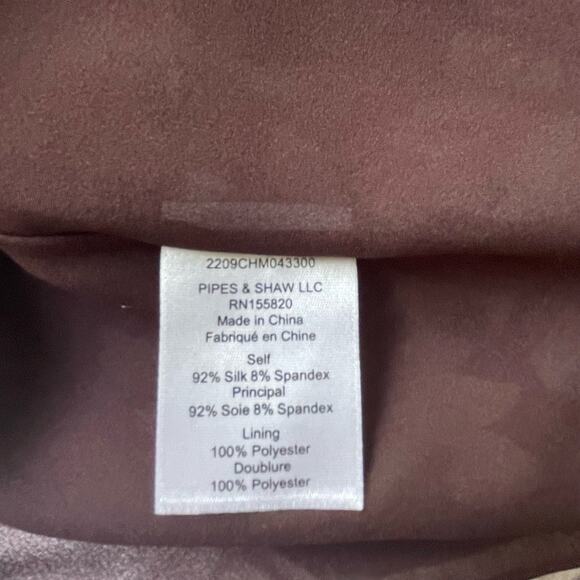 2209CHM043300
PIPES & SHAW LLC
RN155820
Made in China
Fabriqué en Chine
Self
92% Silk 8% Spandex
Principal
92% Soie 8% Spandex
Lining
100% Polyester
Doublure
100% Polyester